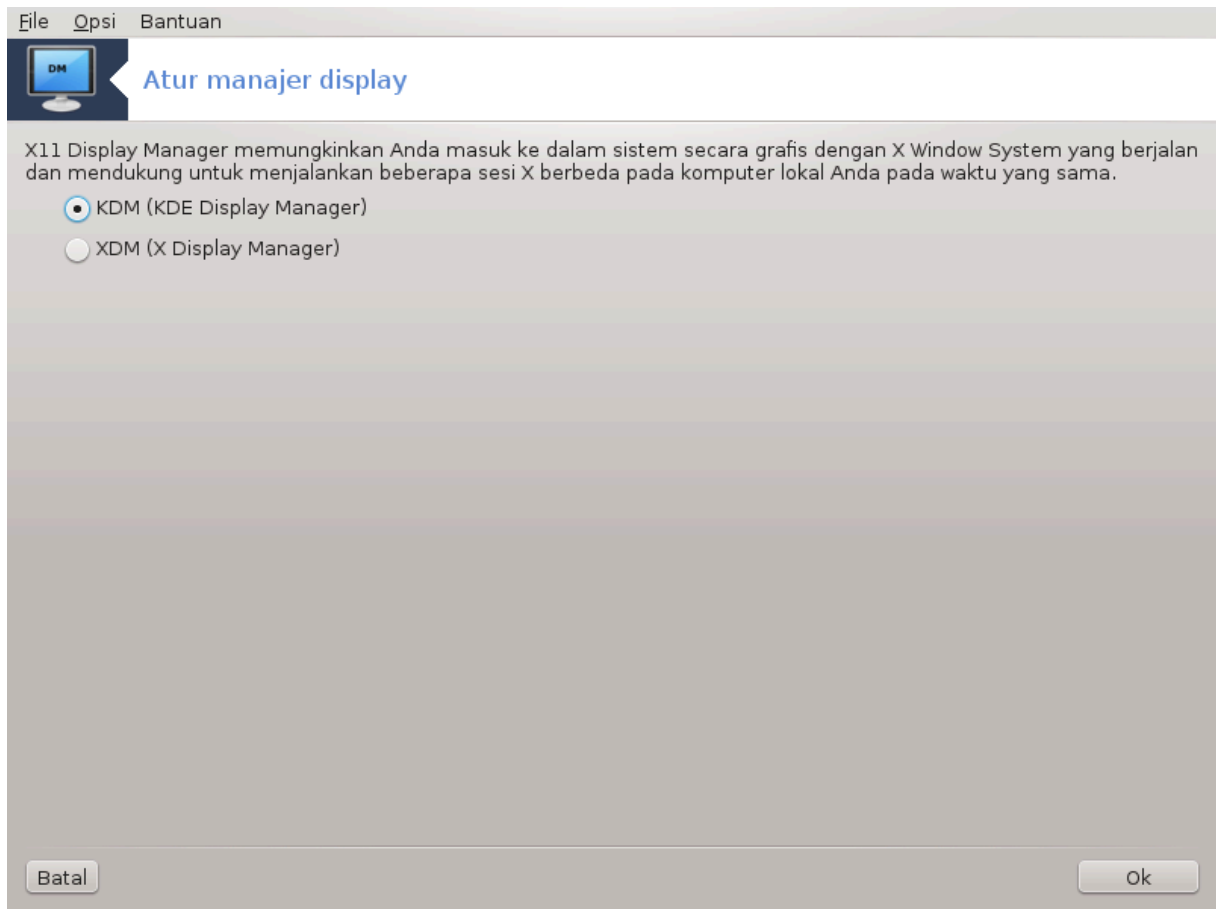 File Opsi Bantuan
DM
Atur manajer display
X11 Display Manager memungkinkan Anda masuk ke dalam sistem secara grafis dengan X Window System yang berjalan
dan mendukung untuk menjalankan beberapa sesi X berbeda pada komputer lokal Anda pada waktu yang sama.
KDM (KDE Display Manager)
XDM (X Display Manager)
Batal Ok